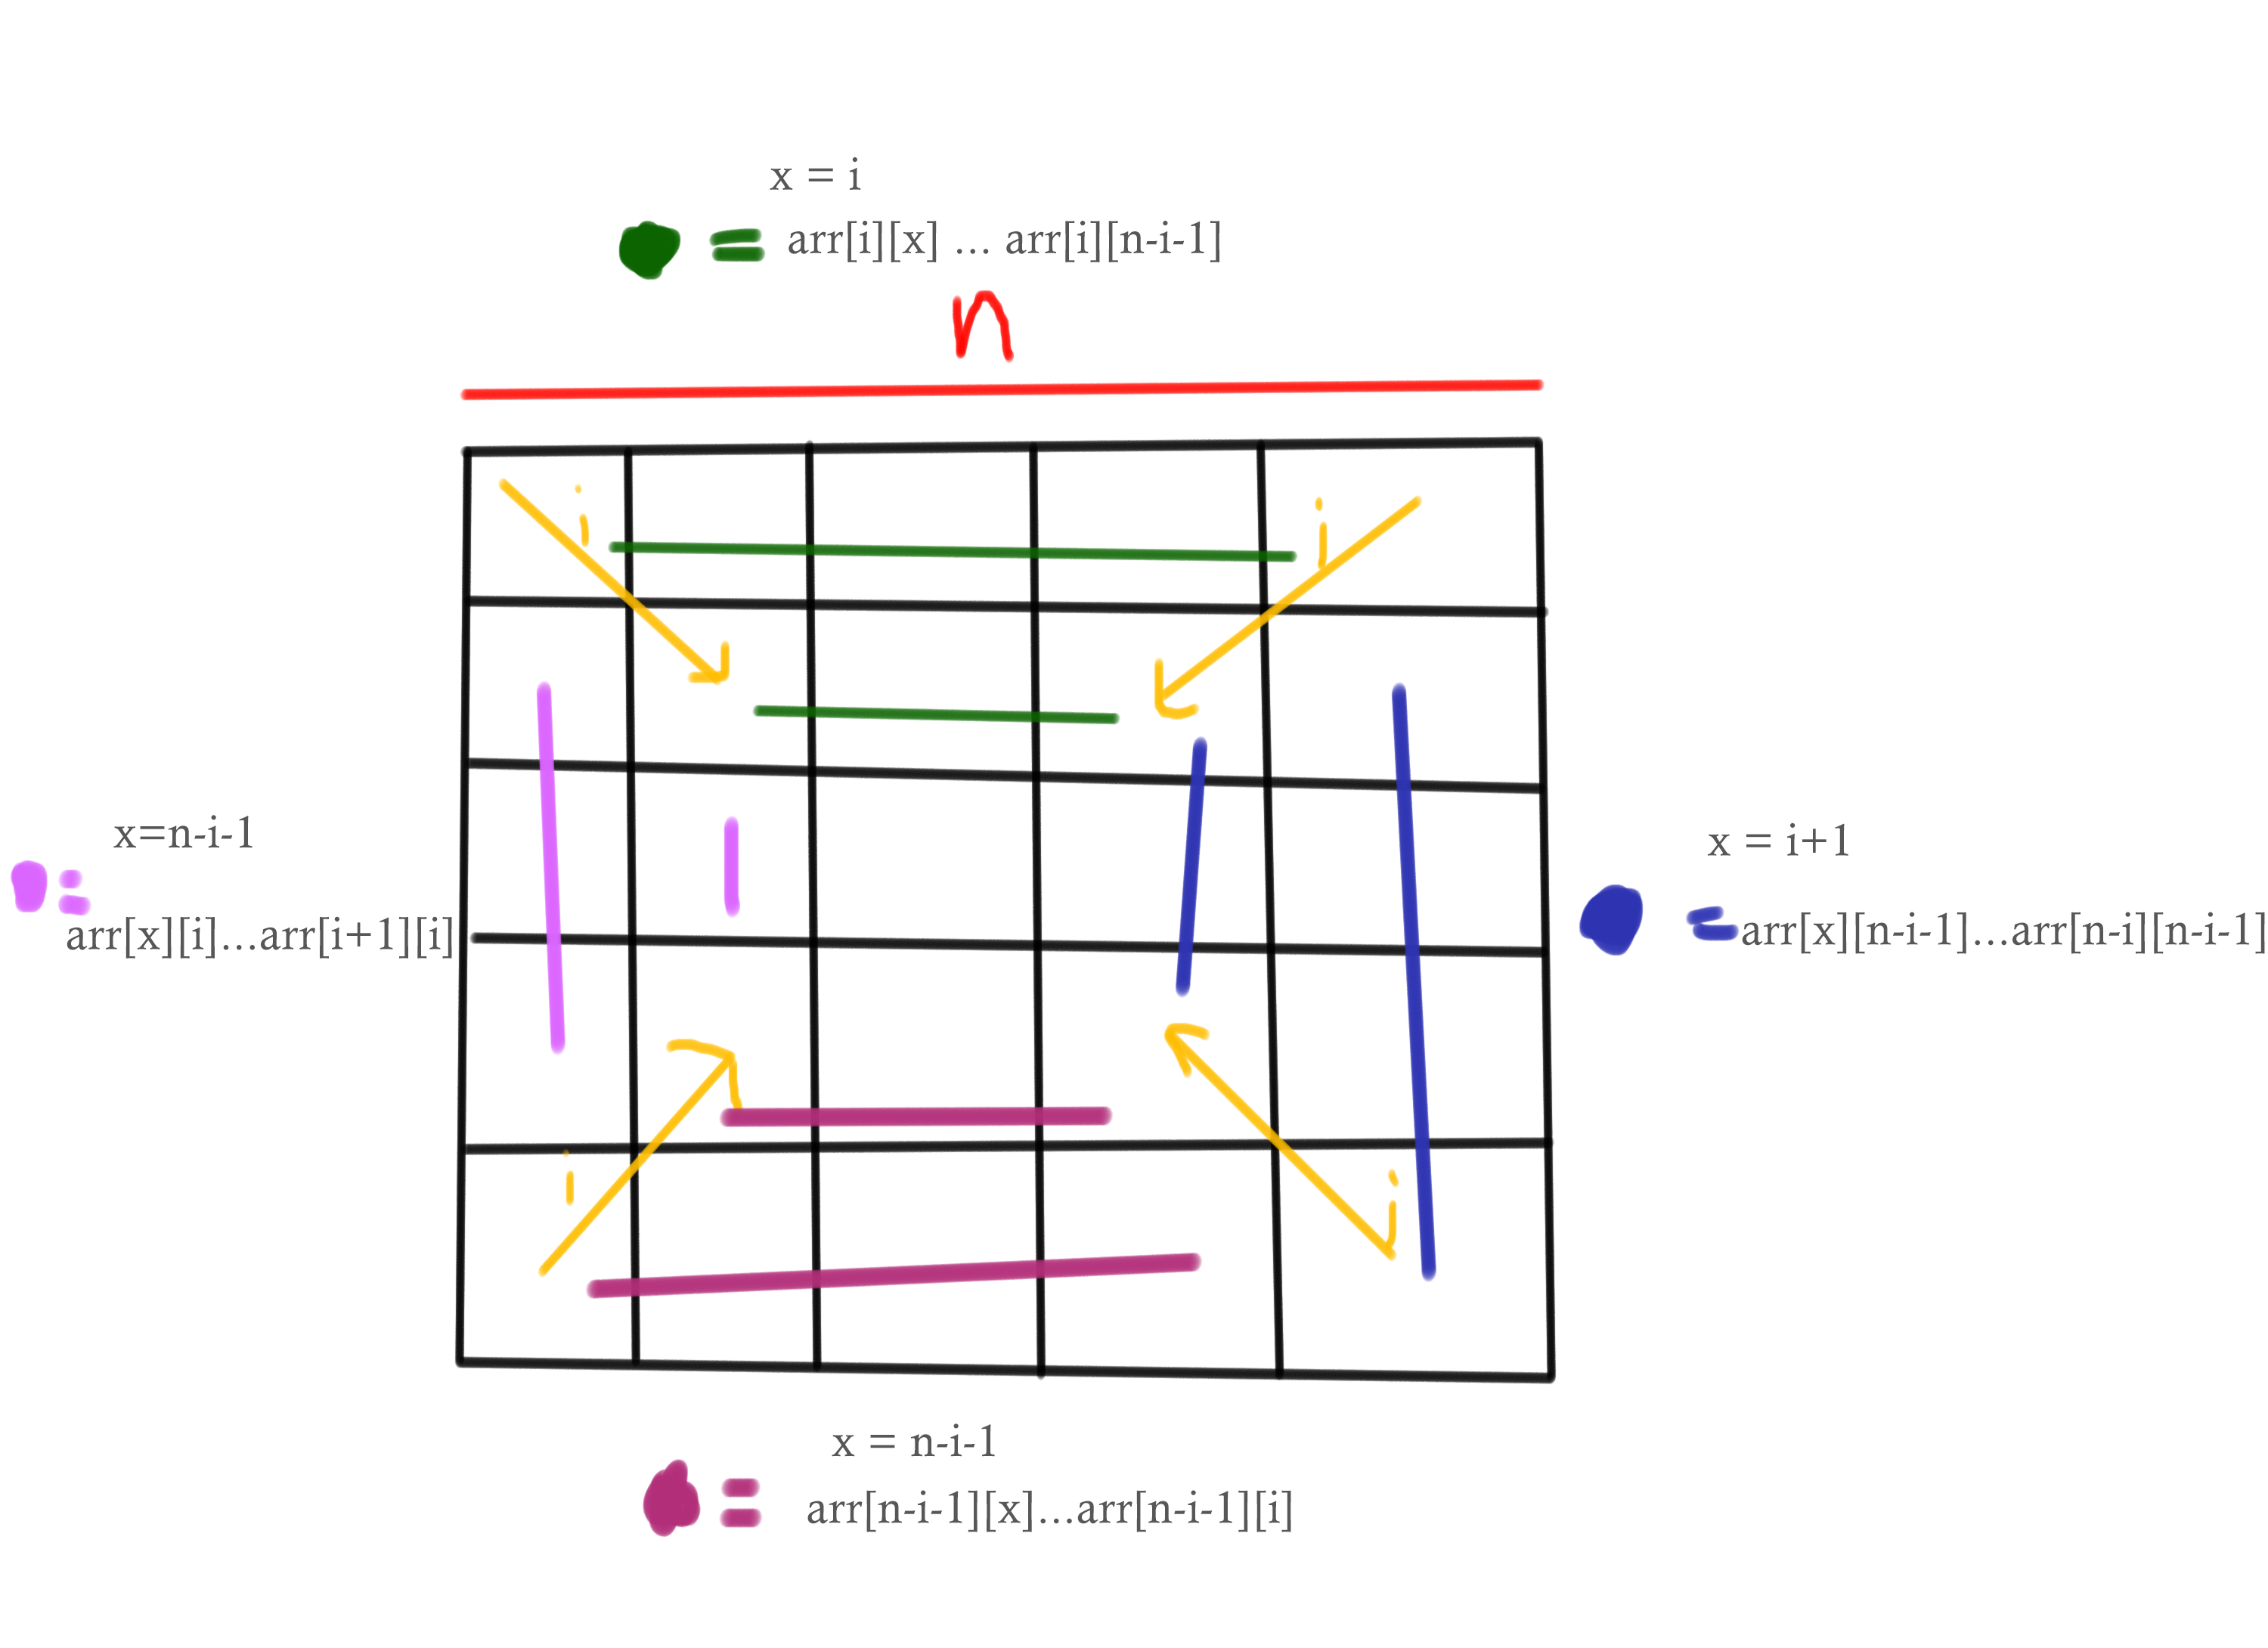 x = i
= arr[i][x] ... arr[i][n-i-1]
n
i i
x=n-i-1
= arr[x][i]...arr[i+1][i]
x = i+1
= arr[x][n-i-1]...arr[n-i][n-i-1]
i i
x = n-i-1
= arr[n-i-1][x]...arr[n-i-1][i]